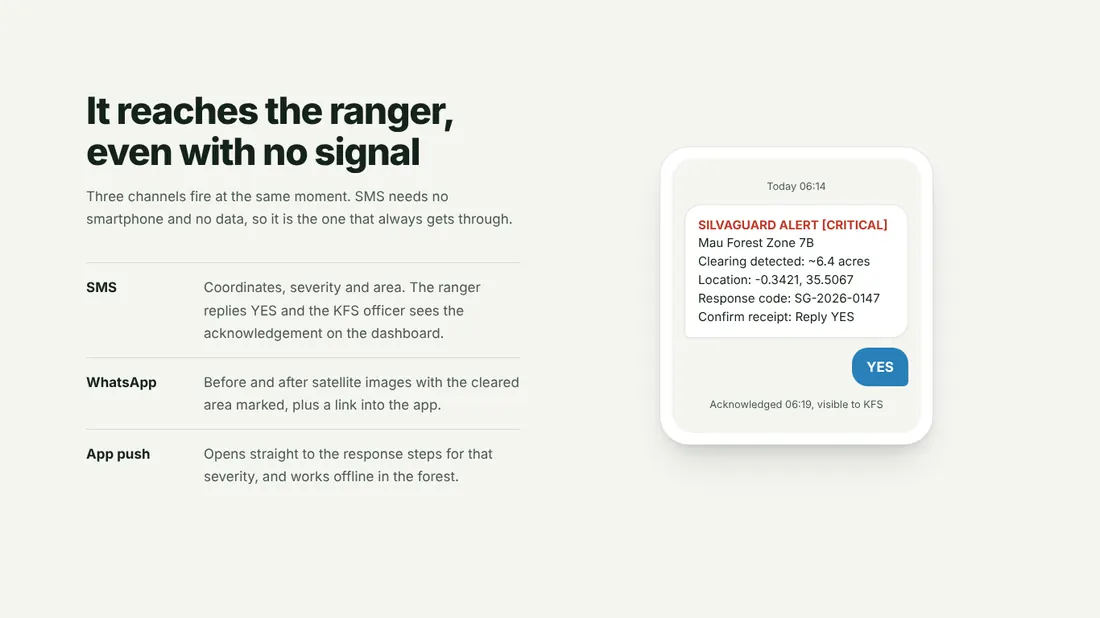 It reaches the ranger,
even with no signal
Three channels fire at the same moment. SMS needs no
smartphone and no data, so it is the one that always gets through.
SMS
Coordinates, severity and area. The ranger
replies YES and the KFS officer sees the
acknowledgement on the dashboard.
WhatsApp
Before and after satellite images with the cleared
area marked, plus a link into the app.
App push
Opens straight to the response steps for that
severity, and works offline in the forest.
Today 06:14
SILVAGUARD ALERT [CRITICAL]
Mau Forest Zone 7B
Clearing detected: ~6.4 acres
Location: -0.3421, 35.5067
Response code: SG-2026-0147
Confirm receipt: Reply YES
YES
Acknowledged 06:19, visible to KFS